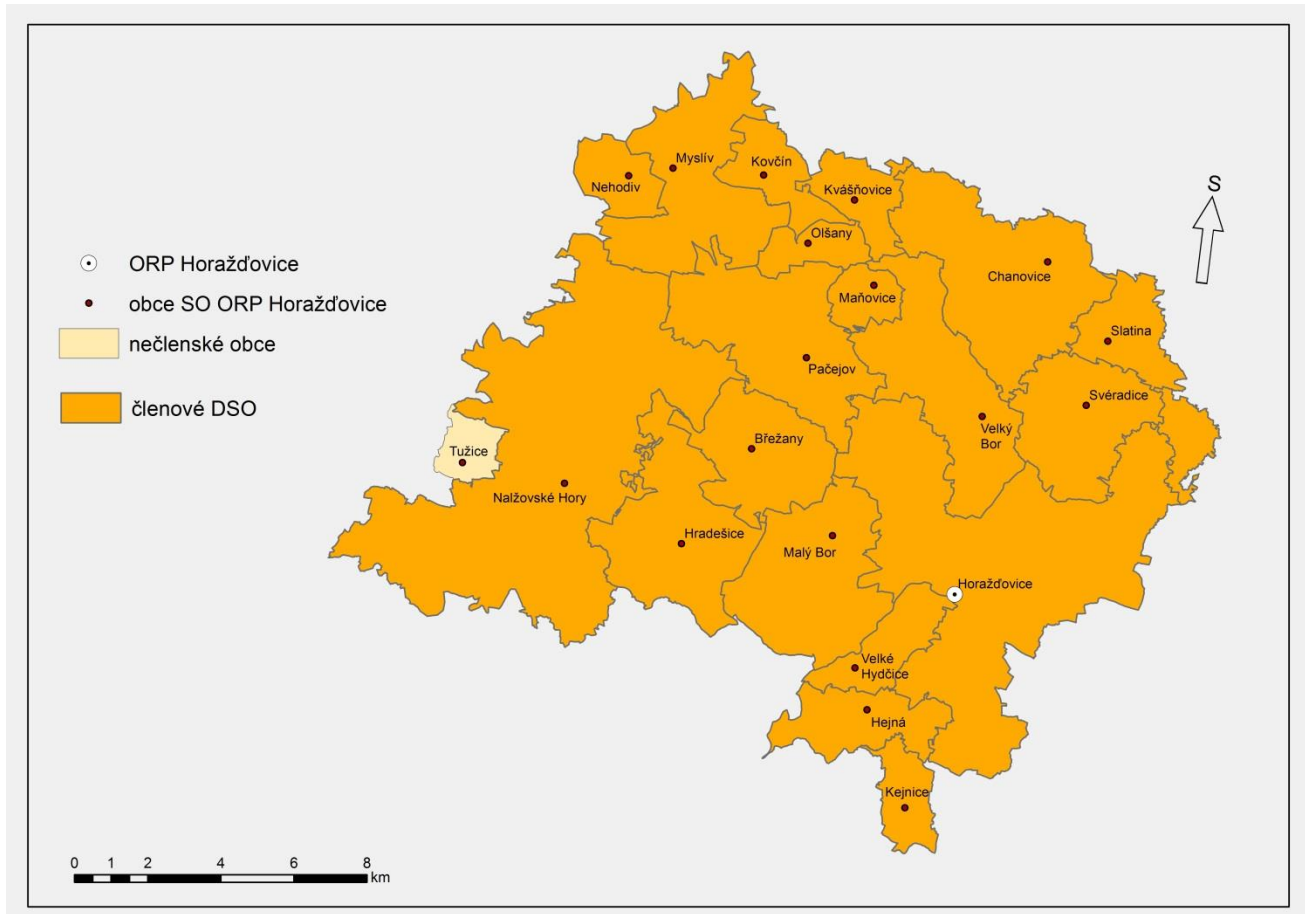 S
ORP Horažďovice
obce SO ORP Horažďovice
nečlenské obce
členové DSO
Myslív
Kovčín
Nehodiv
Kvášňovice
Olšany
Chanovice
Maňovice
Slatina
Pačejov
Svéradice
Velký
Bor
Břežany
Tužice
Nalžovské Hory
Hradešice
Malý Bor
Horažďovice
Velké
Hydčice
Hejná
Kejnice
0 1 2 4 6 8
km